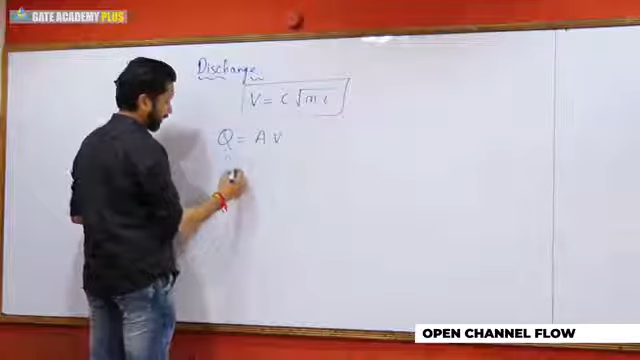 GATE ACADEMY PLUS
Discharge
V = C √m i
Q = A V
OPEN CHANNEL FLOW